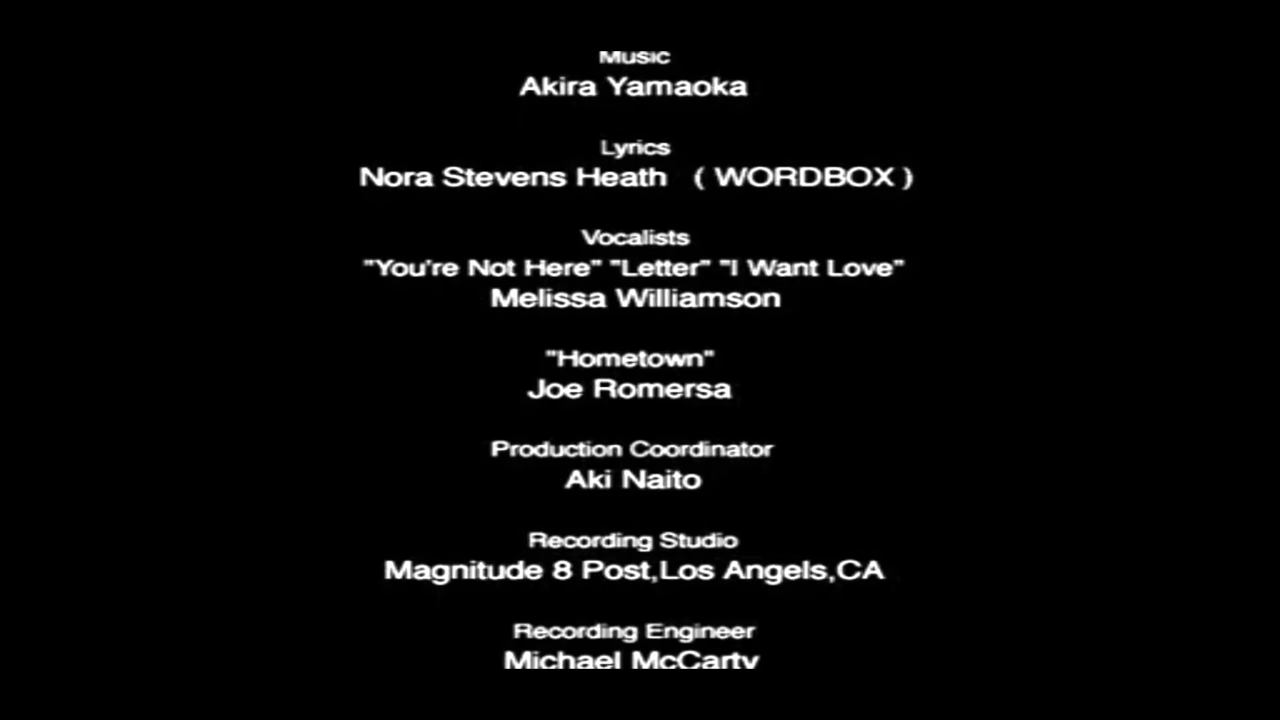 Music
Akira Yamaoka
Lyrics
Nora Stevens Heath ( WORDBOX )
Vocalists
"You're Not Here" "Letter" "I Want Love"
Melissa Williamson
"Hometown"
Joe Romersa
Production Coordinator
Aki Naito
Recording Studio
Magnitude 8 Post,Los Angels,CA
Recording Engineer
Michael McCarty